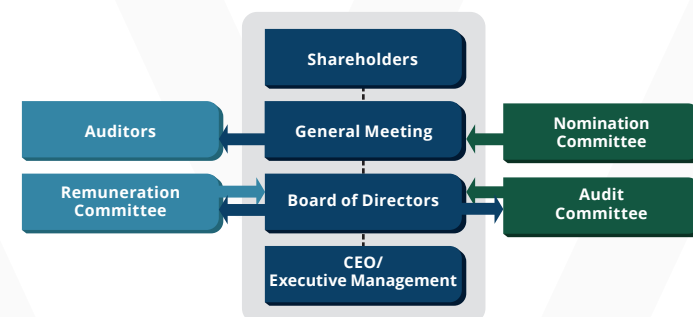 Shareholders
Auditors
General Meeting
Nomination
Committee
Remuneration
Committee
Board of Directors
Audit
Committee
CEO/
Executive Management